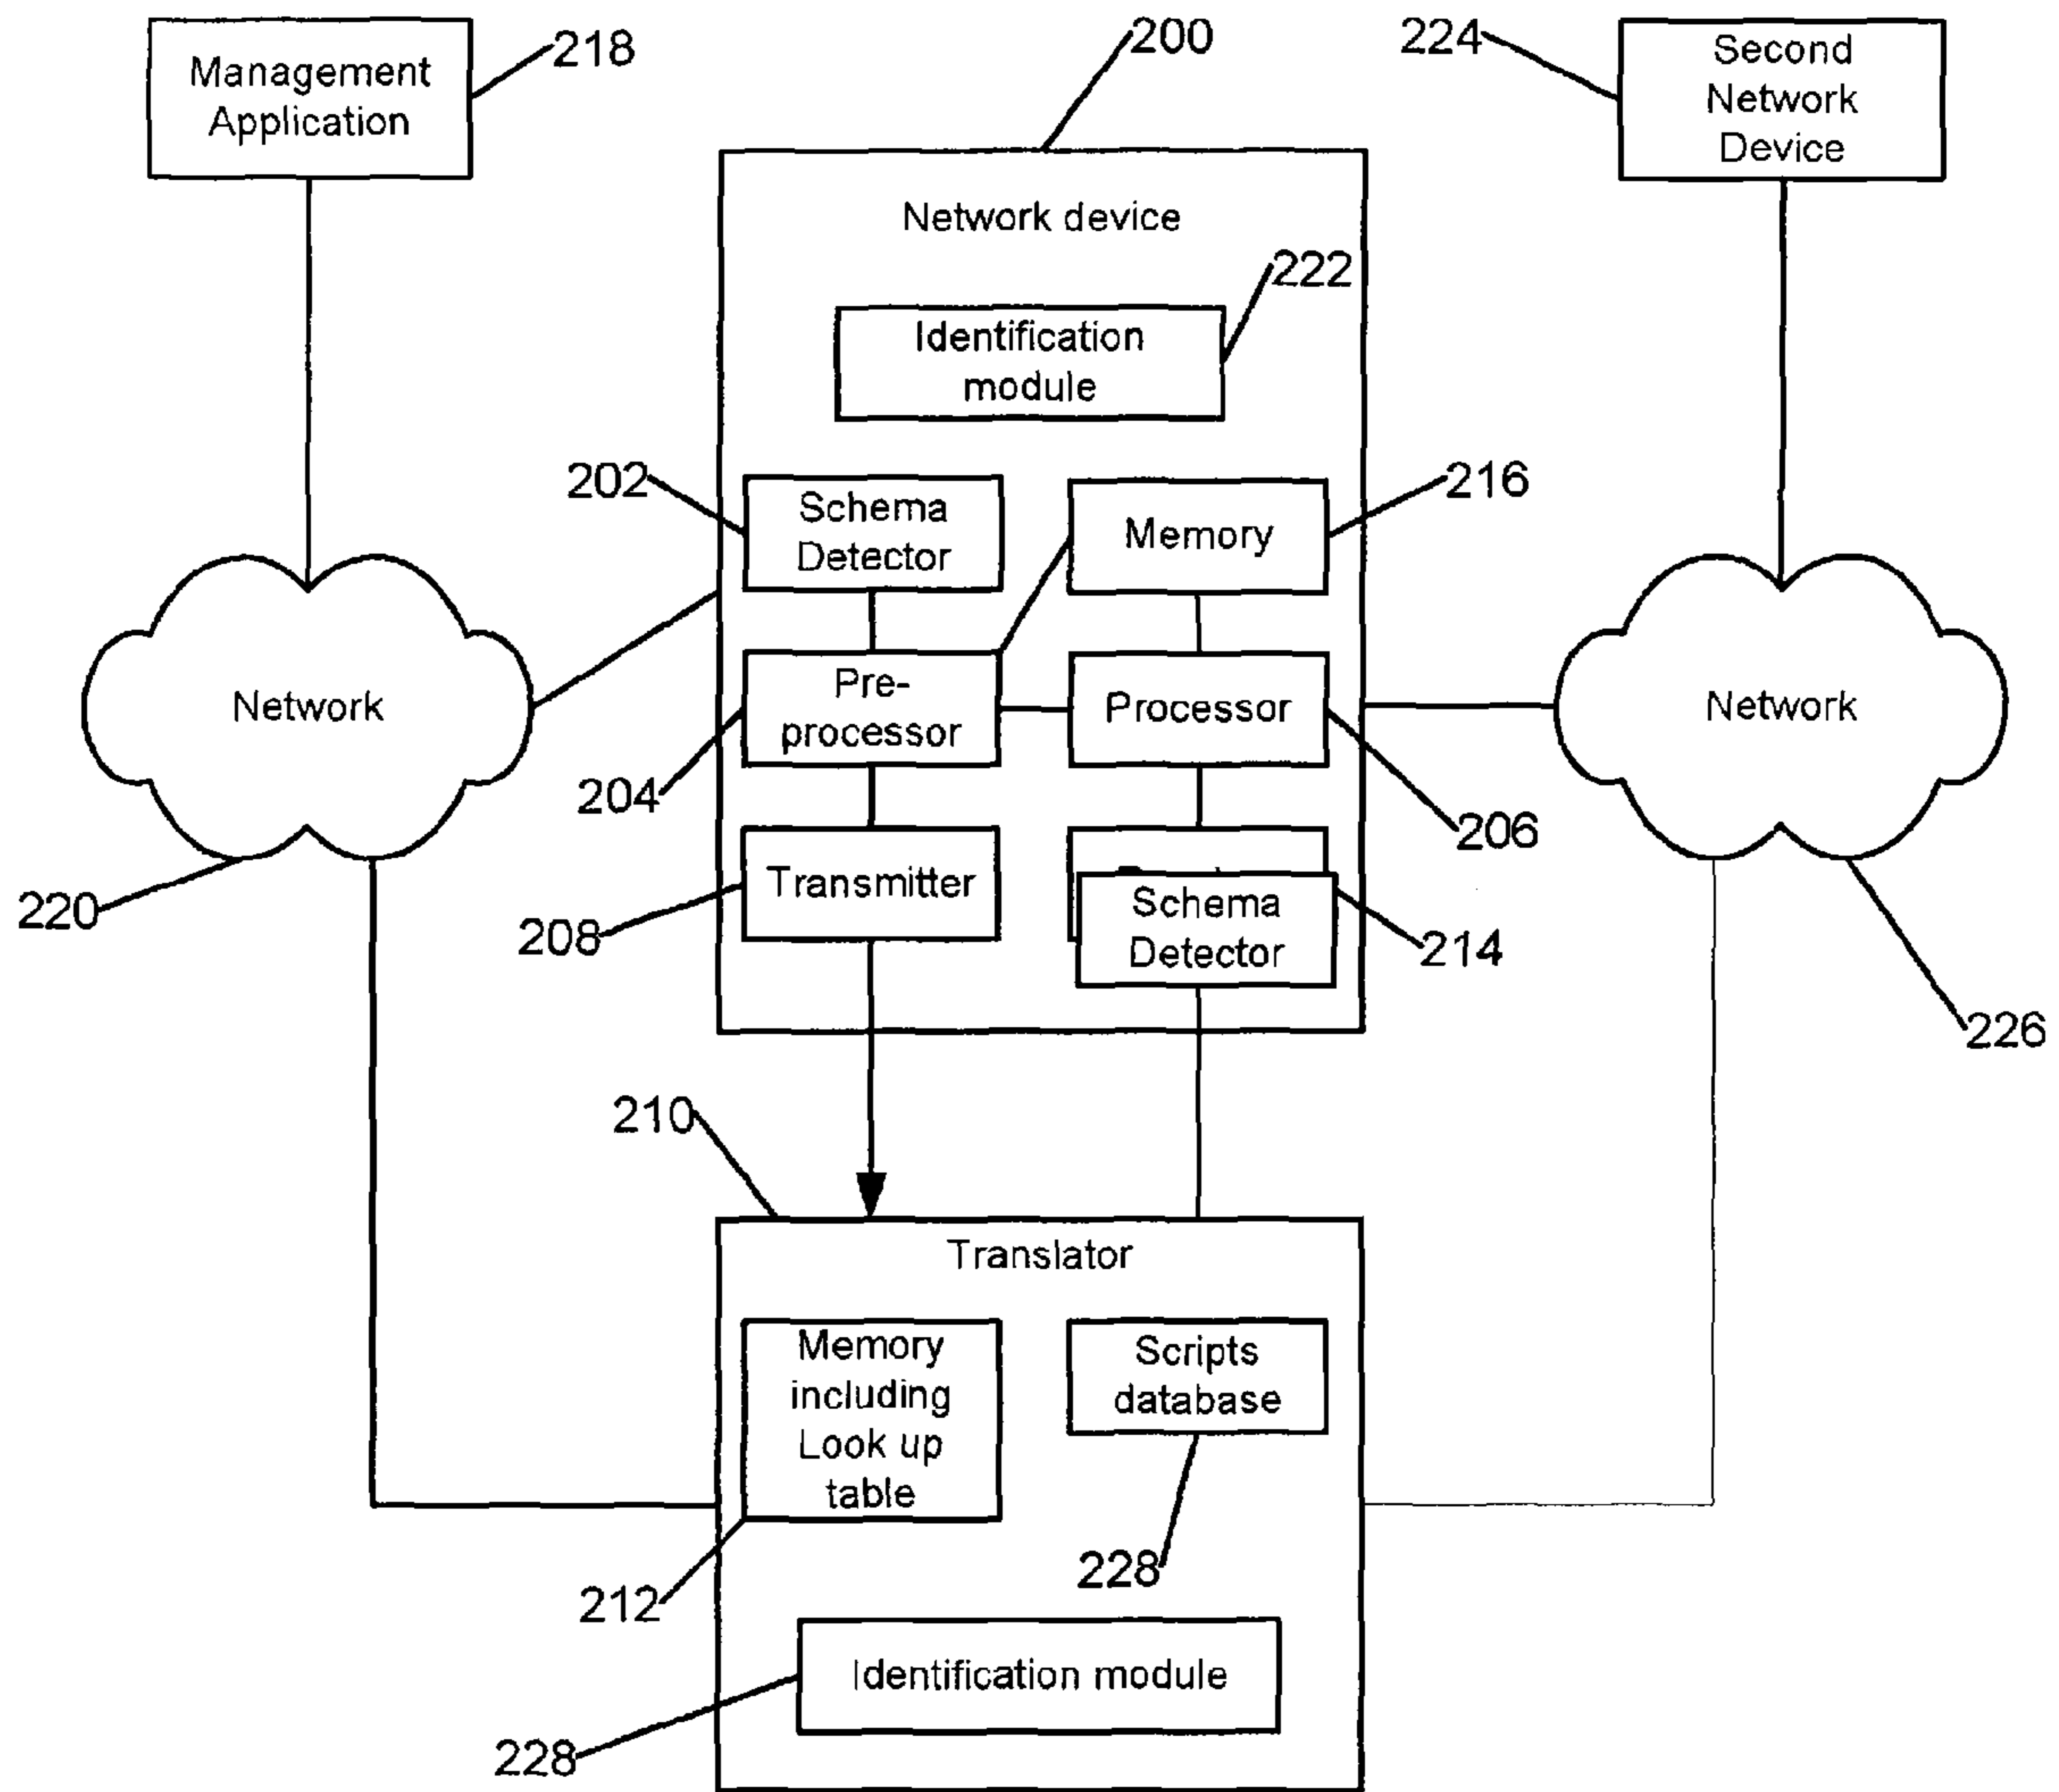 Management
Application
218
200
224
Second
Network
Device
Network device
222
Identification
module
202
Schema
Detector
Memory
216
Network
Pre-
processor
Processor
Network
204
206
220
Transmitter
208
Schema
Detector
214
226
210
Translator
Memory
including
Look up
table
Scripts
database
212
228
Identification module
228